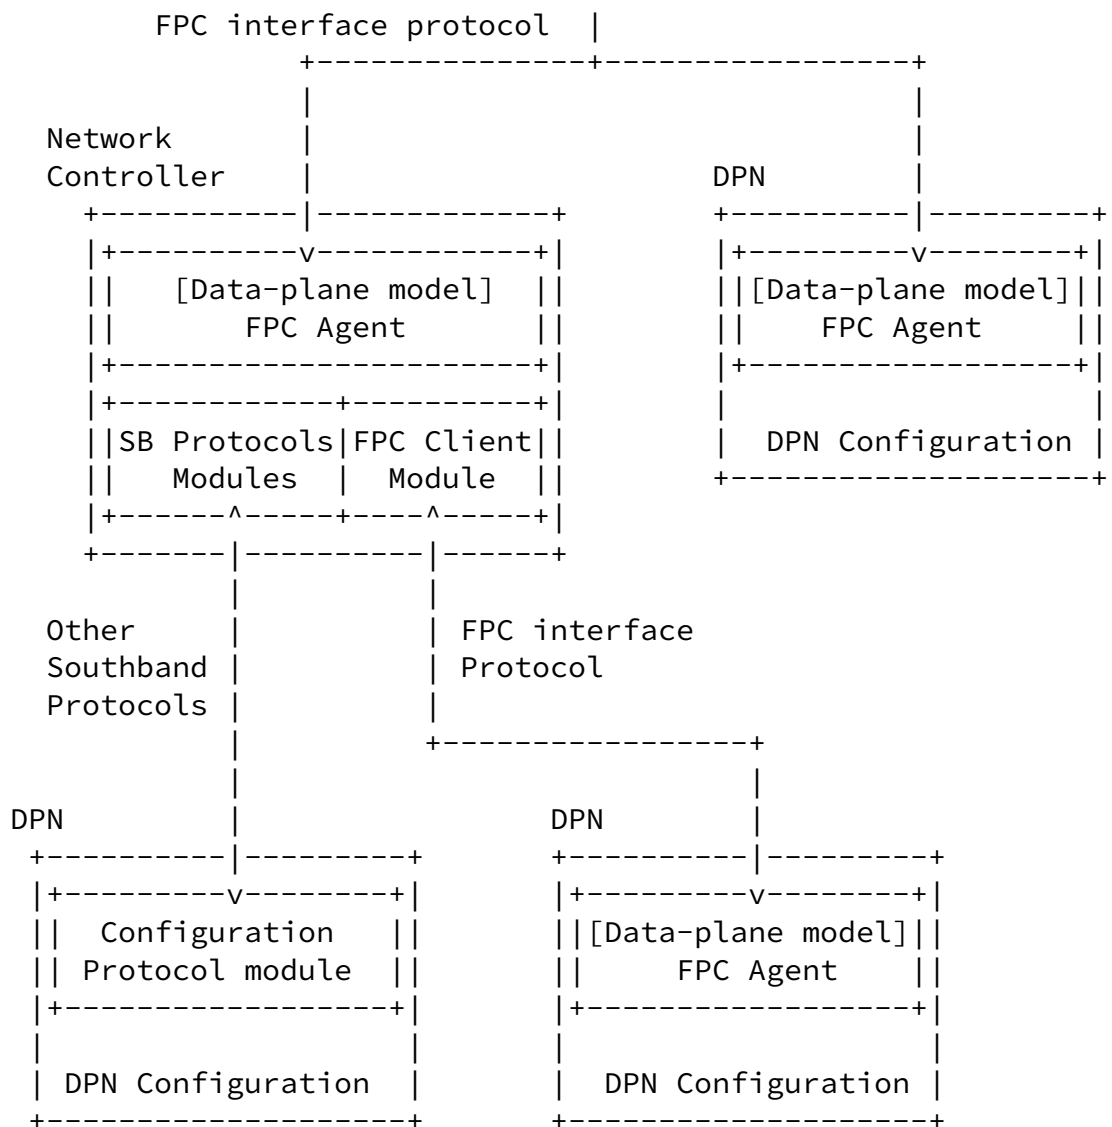 FPC interface protocol
Network
Controller
DPN
[Data-plane model]
FPC Agent
[Data-plane model]
FPC Agent
SB Protocols
Modules
FPC Client
Module
DPN Configuration
Other
Southband
Protocols
FPC interface
Protocol
DPN
DPN
Configuration
Protocol module
[Data-plane model]
FPC Agent
DPN Configuration
DPN Configuration